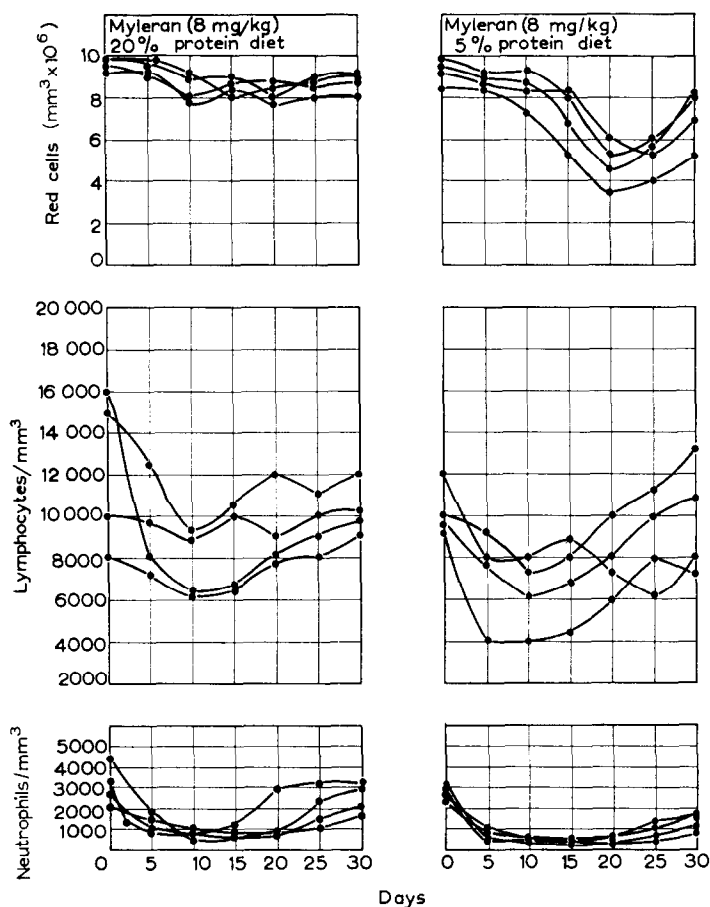 Myleran (8 mg/kg)
20% protein diet
Myleran (8 mg/kg)
5% protein diet
Red cells (mm³×10⁶)
10
8
6
4
2
0
Lymphocytes/mm³
20 000
18 000
16 000
14 000
12 000
10 000
8000
6000
4000
2000
Neutrophils/mm³
5000
4000
3000
2000
1000
0 5 10 15 20 25 30
0 5 10 15 20 25 30
Days